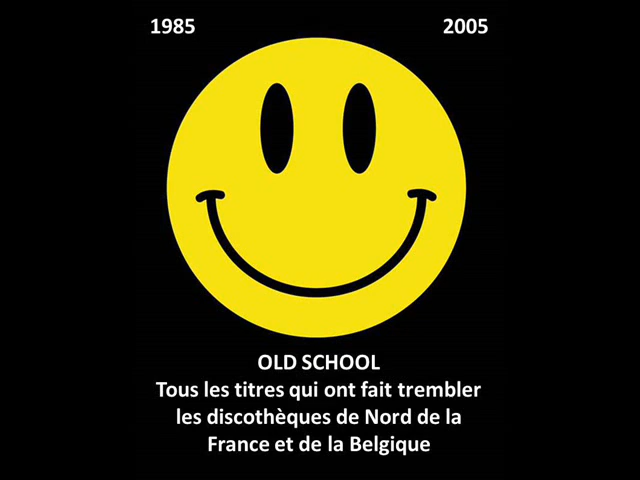 1985 2005
OLD SCHOOL
Tous les titres qui ont fait trembler
les discothèques de Nord de la
France et de la Belgique